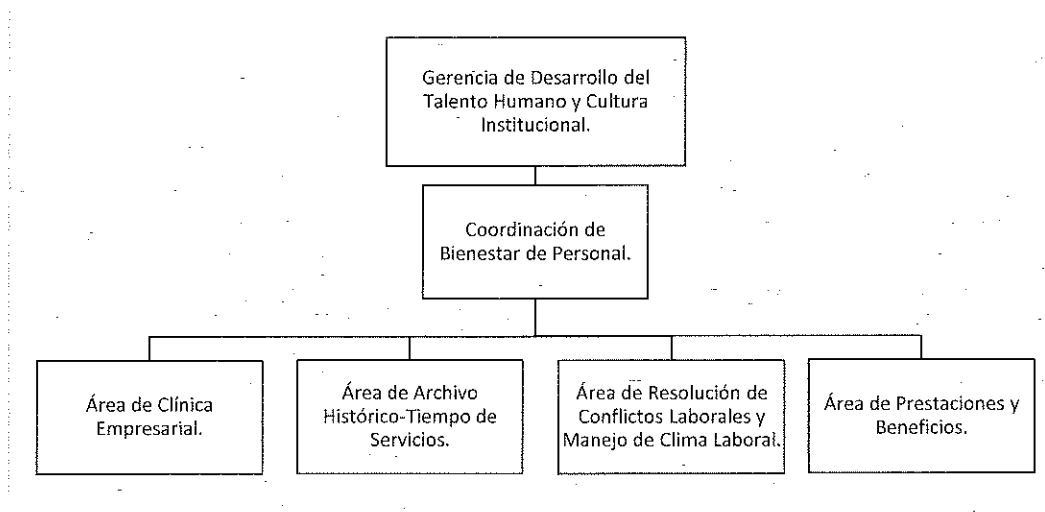 Gerencia de Desarrollo del
Talento Humano y Cultura
Institucional.
Coordinación de
Bienestar de Personal.
Área de Clínica
Empresarial.
Área de Archivo
Histórico-Tiempo de
Servicios.
Área de Resolución de
Conflictos Laborales y
Manejo de Clima Laboral.
Área de Prestaciones y
Beneficios.